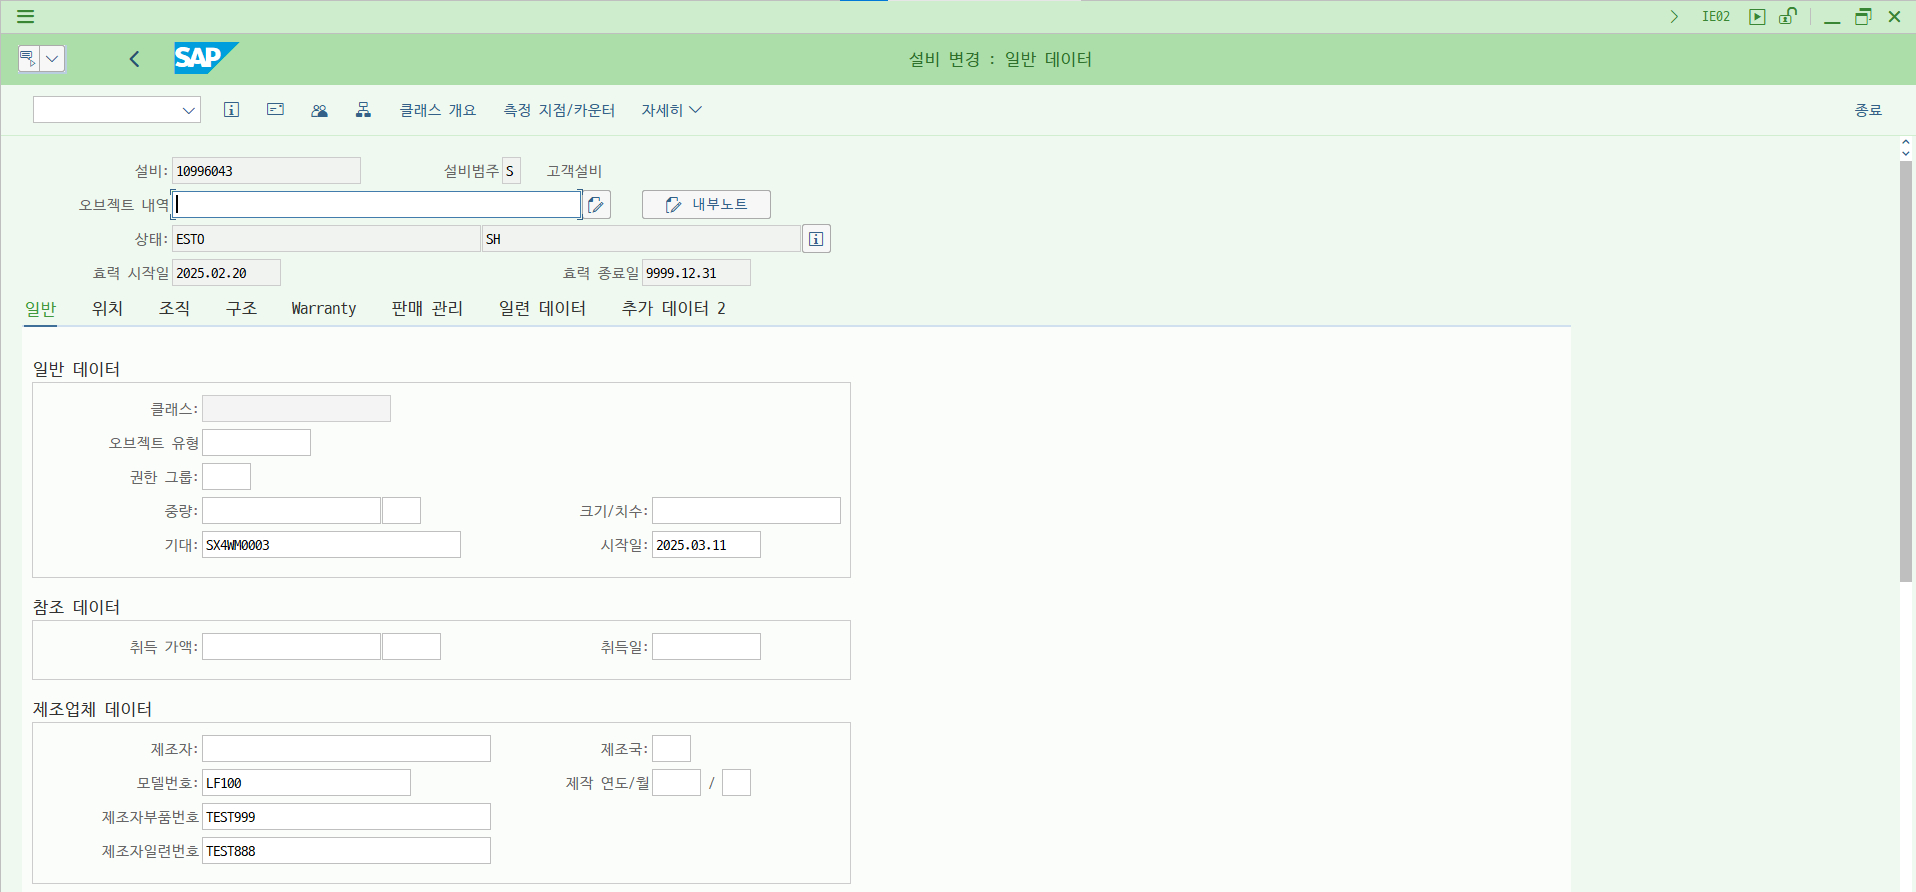 IE02
SAP
설비 변경 : 일반 데이터
클래스 개요 측정 지점/카운터 자세히 종료
설비: 10996043 설비범주 S 고객설비
오브젝트 내역 내부노트
상태: ESTO SH
효력 시작일 2025.02.20 효력 종료일 9999.12.31
일반 위치 조직 구조 Warranty 판매 관리 일련 데이터 추가 데이터 2
일반 데이터
클래스:
오브젝트 유형
권한 그룹:
중량: 크기/치수:
기대: SX4WM0003 시작일: 2025.03.11
참조 데이터
취득 가액: 취득일:
제조업체 데이터
제조자: 제조국:
모델번호: LF100 제작 연도/월 /
제조자부품번호 TEST999
제조자일련번호 TEST888